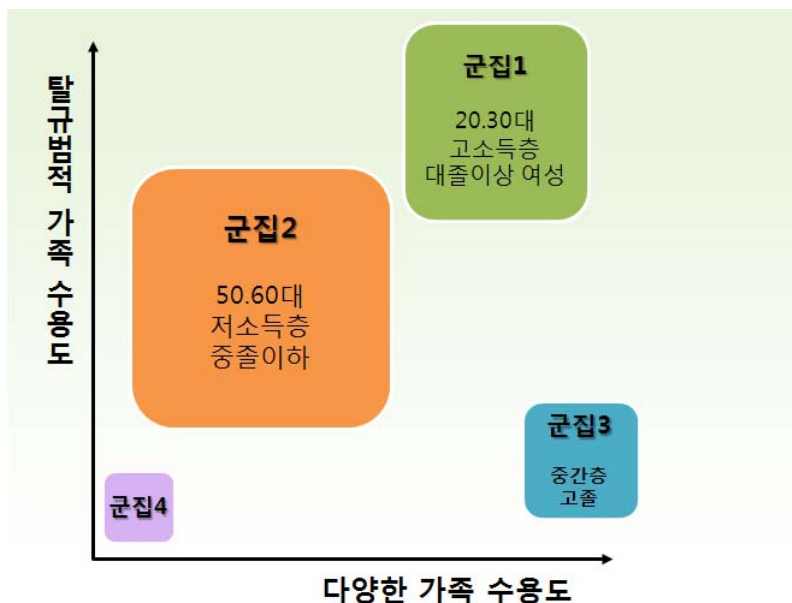 탈규범적 가족 수용도
군집1
20.30대
고소득층
대졸이상 여성
군집2
50.60대
저소득층
중졸이하
군집3
중간층
고졸
군집4
다양한 가족 수용도